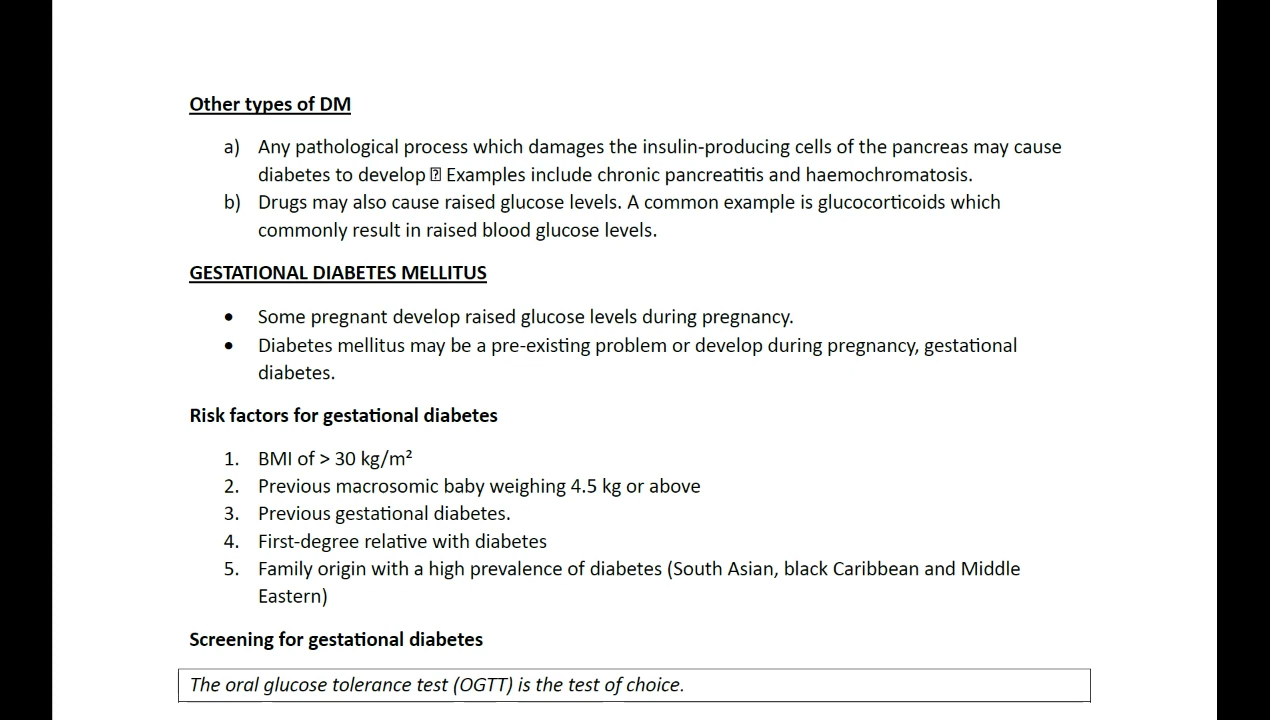 Other types of DM
a) Any pathological process which damages the insulin-producing cells of the pancreas may cause
diabetes to develop Examples include chronic pancreatitis and haemochromatosis.
b) Drugs may also cause raised glucose levels. A common example is glucocorticoids which
commonly result in raised blood glucose levels.
GESTATIONAL DIABETES MELLITUS
• Some pregnant develop raised glucose levels during pregnancy.
• Diabetes mellitus may be a pre-existing problem or develop during pregnancy, gestational
diabetes.
Risk factors for gestational diabetes
1. BMI of > 30 kg/m²
2. Previous macrosomic baby weighing 4.5 kg or above
3. Previous gestational diabetes.
4. First-degree relative with diabetes
5. Family origin with a high prevalence of diabetes (South Asian, black Caribbean and Middle
Eastern)
Screening for gestational diabetes
The oral glucose tolerance test (OGTT) is the test of choice.